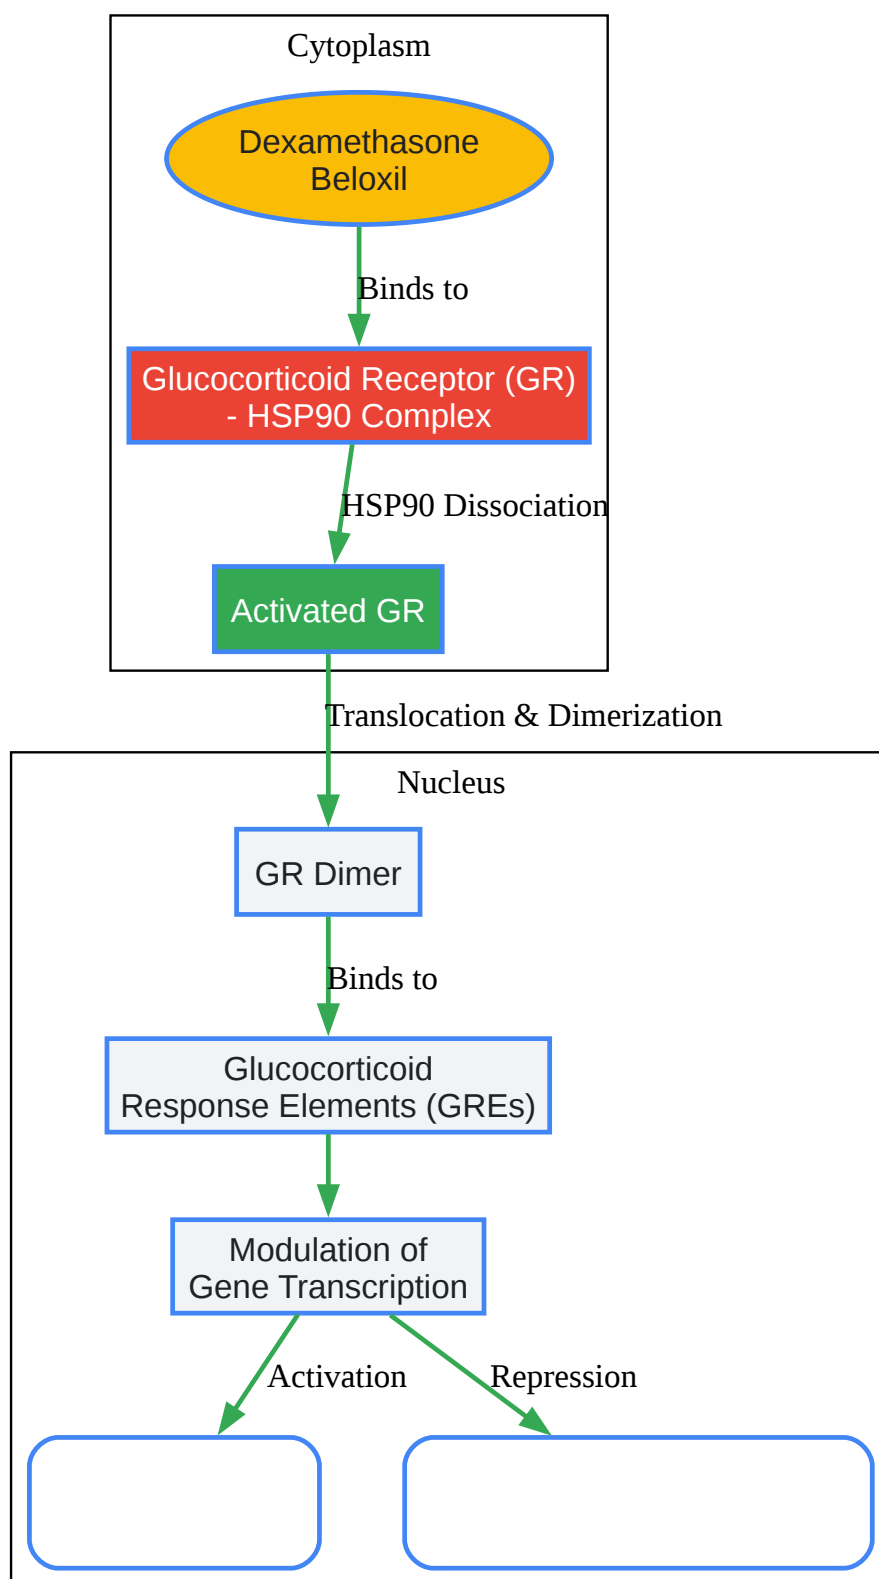 Cytoplasm
Dexamethasone
Beloxil
Binds to
Glucocorticoid Receptor (GR)
- HSP90 Complex
HSP90 Dissociation
Activated GR
Translocation & Dimerization
Nucleus
GR Dimer
Binds to
Glucocorticoid
Response Elements (GREs)
Modulation of
Gene Transcription
Activation
Repression